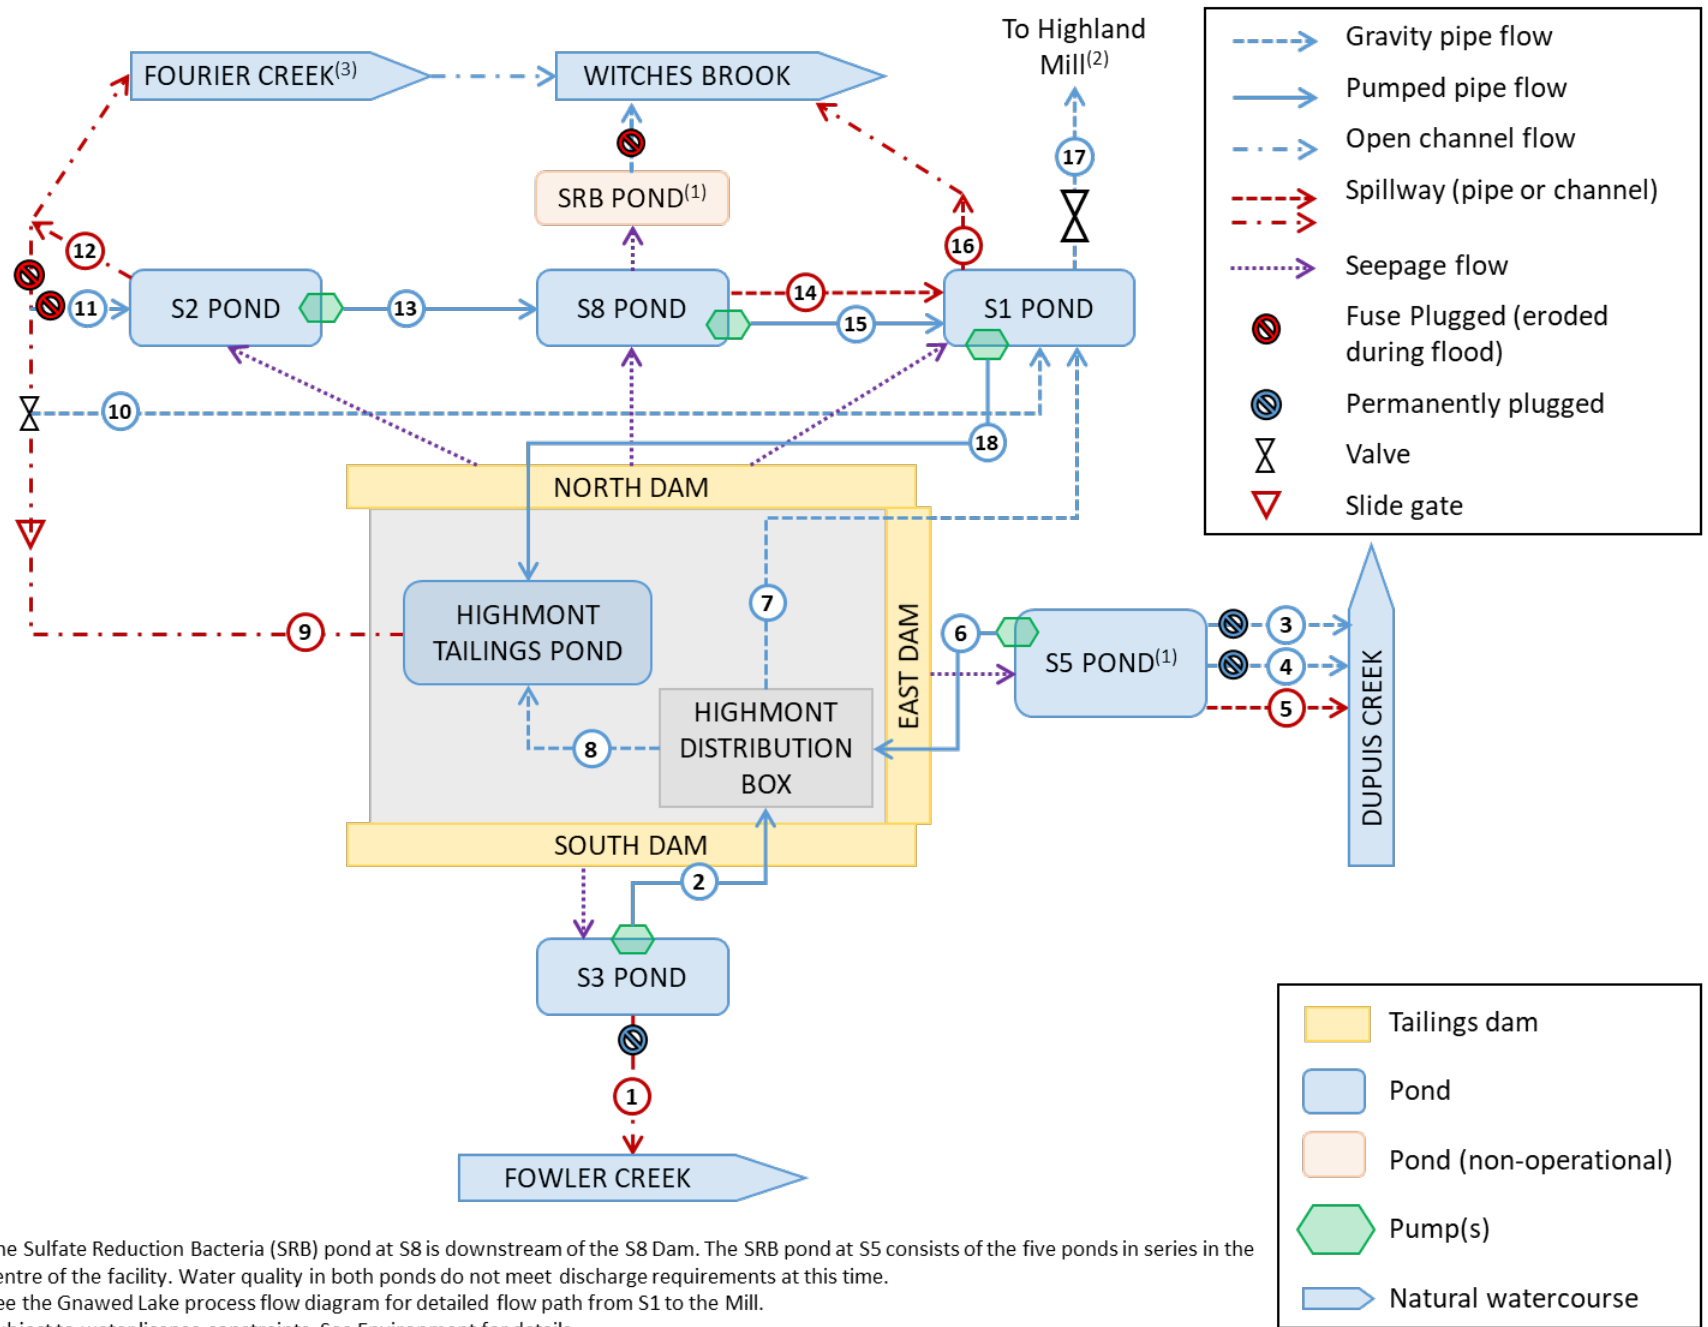 To Highland
Mill(2)
FOURIER CREEK(3)
WITCHES BROOK
17
SRB POND(1)
12
16
11
S2 POND
13
S8 POND
14
15
S1 POND
10
18
NORTH DAM
7
HIGHMONT
TAILINGS POND
9
EAST DAM
6
S5 POND(1)
3
4
5
DUPUIS CREEK
8
HIGHMONT
DISTRIBUTION
BOX
SOUTH DAM
2
S3 POND
1
FOWLER CREEK
Gravity pipe flow
Pumped pipe flow
Open channel flow
Spillway (pipe or channel)
Seepage flow
Fuse Plugged (eroded
during flood)
Permanently plugged
Valve
Slide gate
Tailings dam
Pond
Pond (non-operational)
Pump(s)
Natural watercourse
Sulfate Reduction Bacteria (SRB) pond at S8 is downstream of the S8 Dam. The SRB pond at S5 consists of the five ponds in series in the
of the facility. Water quality in both ponds do not meet discharge requirements at this time.
the Gnawed Lake process flow diagram for detailed flow path from S1 to the Mill.